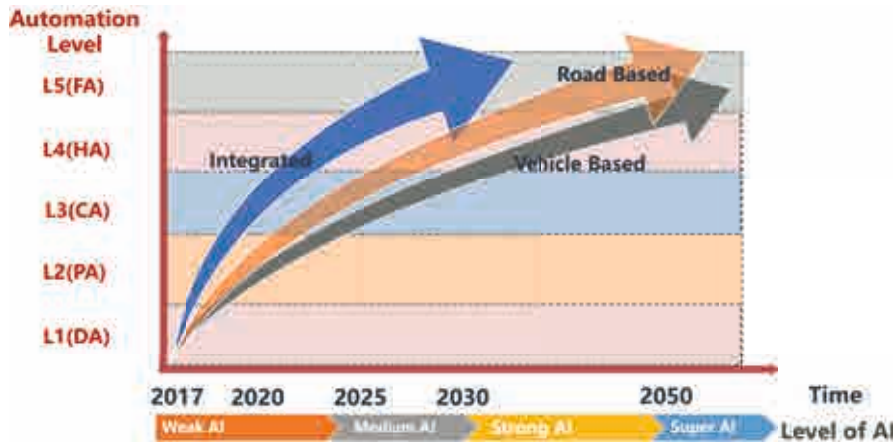 Automation
Level
L5(FA)
Road Based
L4(HA)
Integrated
Vehicle Based
L3(CA)
L2(PA)
L1(DA)
2017 2020 2025 2030 2050 Time
Weak AI Medium AI Strong AI Super AI Level of AI